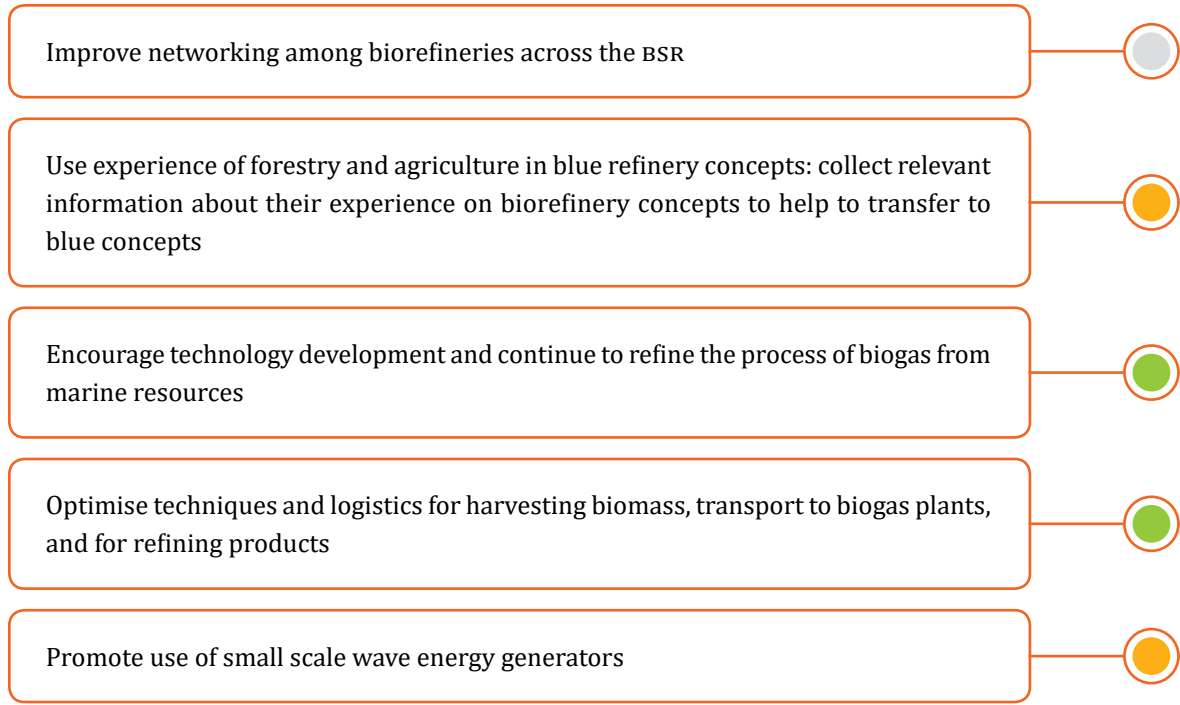 Improve networking among biorefineries across the BSR
Use experience of forestry and agriculture in blue refinery concepts: collect relevant
information about their experience on biorefinery concepts to help to transfer to
blue concepts
Encourage technology development and continue to refine the process of biogas from
marine resources
Optimise techniques and logistics for harvesting biomass, transport to biogas plants,
and for refining products
Promote use of small scale wave energy generators